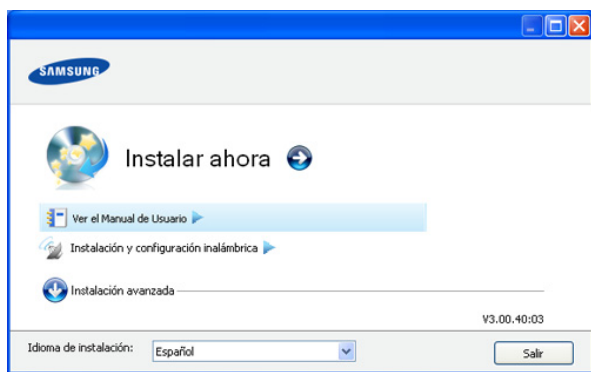 SAMSUNG
Instalar ahora
Ver el Manual de Usuario
Instalación y configuración inalámbrica
Instalación avanzada
V3.00.40:03
Idioma de instalación: Español
Salir